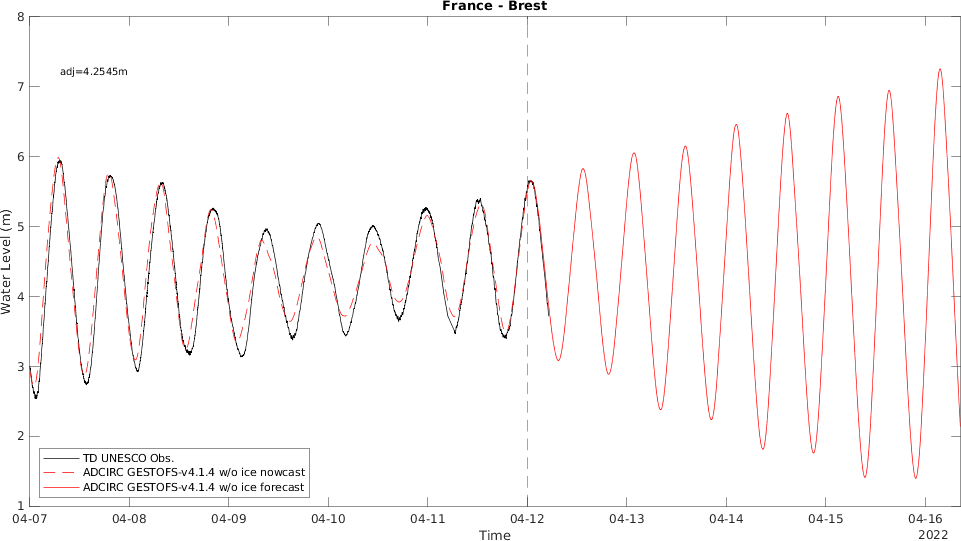 France - Brest
adj=4.2545m
Water Level (m)
8
7
6
5
4
3
2
1
TD UNESCO Obs.
ADCIRC GESTOFS-v4.1.4 w/o ice nowcast
ADCIRC GESTOFS-v4.1.4 w/o ice forecast
04-07 04-08 04-09 04-10 04-11 04-12 04-13 04-14 04-15 04-16
Time
2022